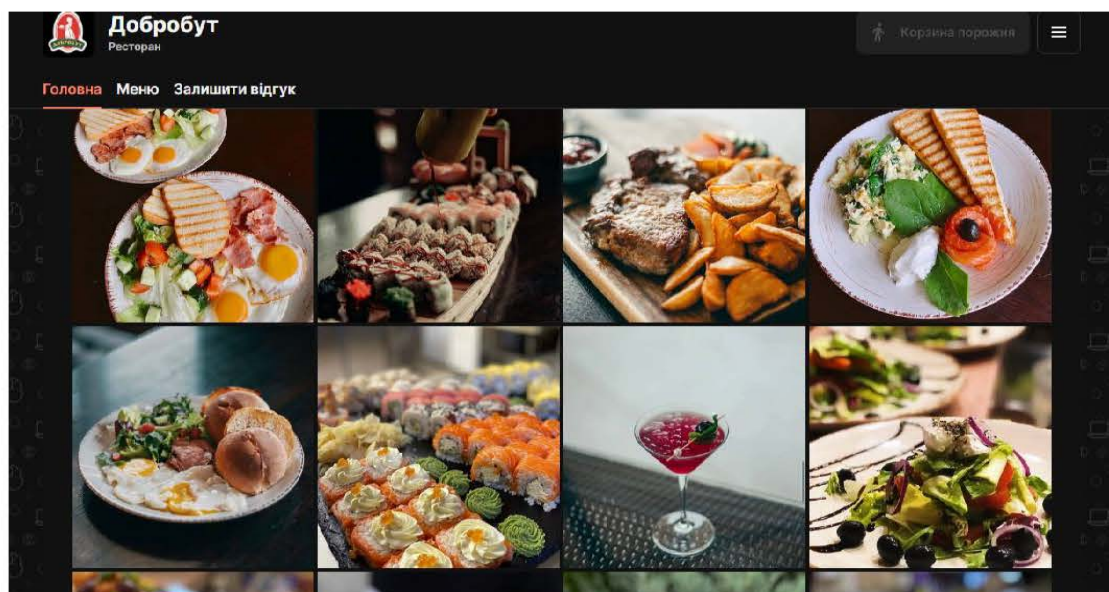 Добробут
Ресторан
Корзина порожня
Головна Меню Залишити відгук